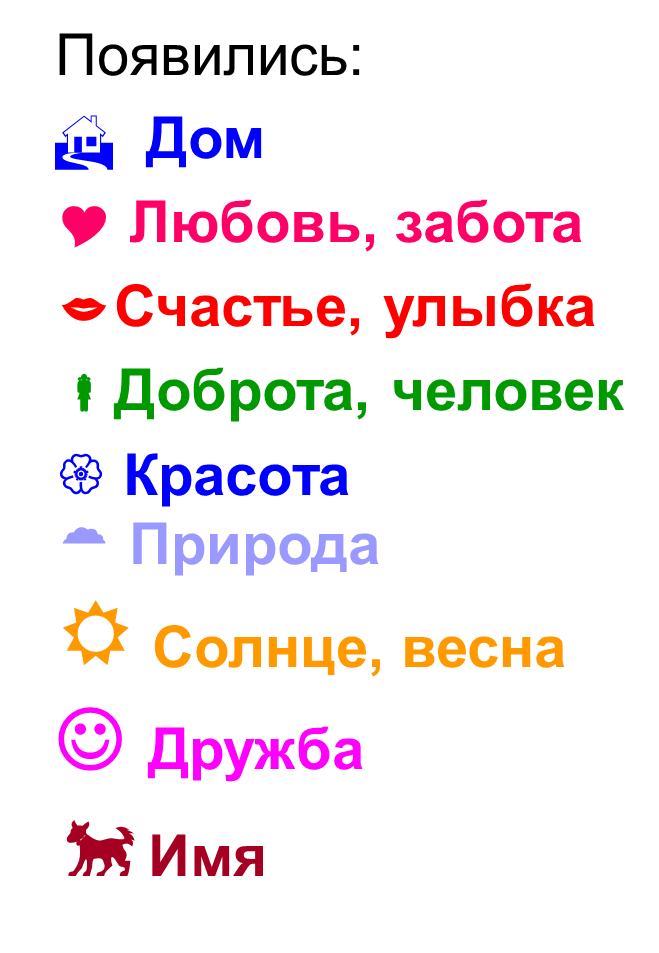 Появились:
Дом
Любовь, забота
Счастье, улыбка
Доброта, человек
Красота
Природа
Солнце, весна
Дружба
Имя